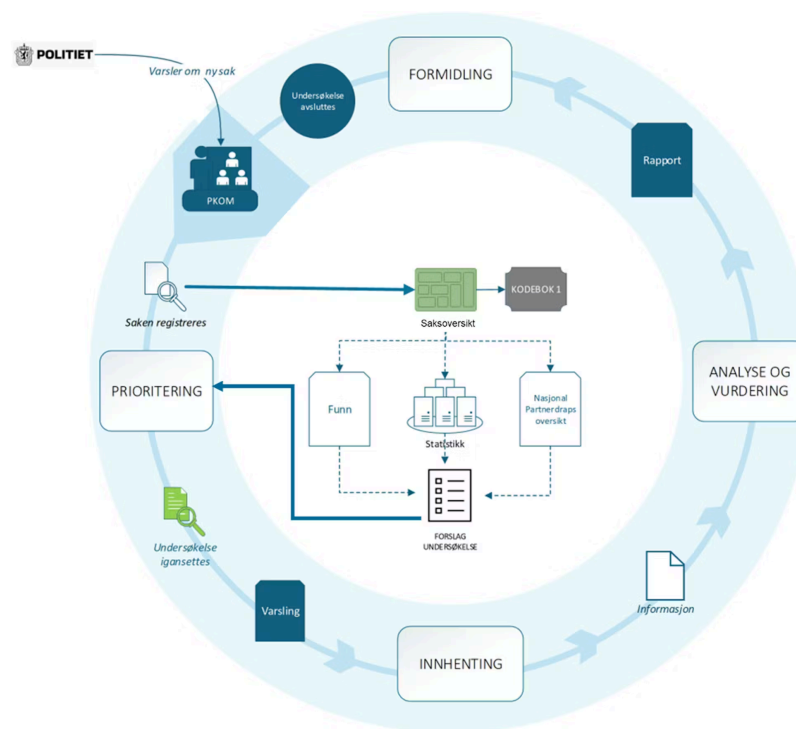 POLITIET
Varsler om ny sak
Undersøkelse
avsluttes
FORMIDLING
Rapport
PKOM
Saken registreres
Saksoversikt
KODEBOK 1
PRIORITERING
Funn
Statistikk
Nasjonal
Partnerdraps
oversikt
ANALYSE OG
VURDERING
FORSLAG
UNDERSØKELSE
Undersøkelse
igansettes
Varsling
INNHENTING
Informasjon